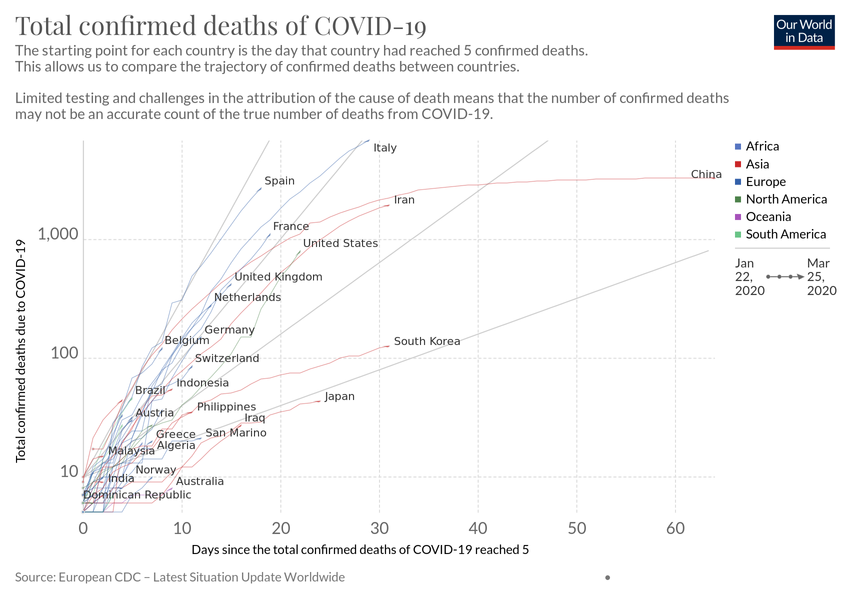 Total confirmed deaths of COVID-19
Our World
in Data
The starting point for each country is the day that country had reached 5 confirmed deaths.
This allows us to compare the trajectory of confirmed deaths between countries.
Limited testing and challenges in the attribution of the cause of death means that the number of confirmed deaths
may not be an accurate count of the true number of deaths from COVID-19.
Italy
Africa
Asia
Europe
North America
Oceania
South America
Jan
22,
2020
Mar
25,
2020
China
Spain
Iran
France
1,000
United States
United Kingdom
Netherlands
Germany
Belgium
South Korea
100
Switzerland
Indonesia
Brazil
Japan
Philippines
Austria
Iraq
Greece
San Marino
Algeria
Malaysia
Norway
10
India
Australia
Dominican Republic
Total confirmed deaths due to COVID-19
0
10
20
30
40
50
60
Days since the total confirmed deaths of COVID-19 reached 5
Source: European CDC – Latest Situation Update Worldwide